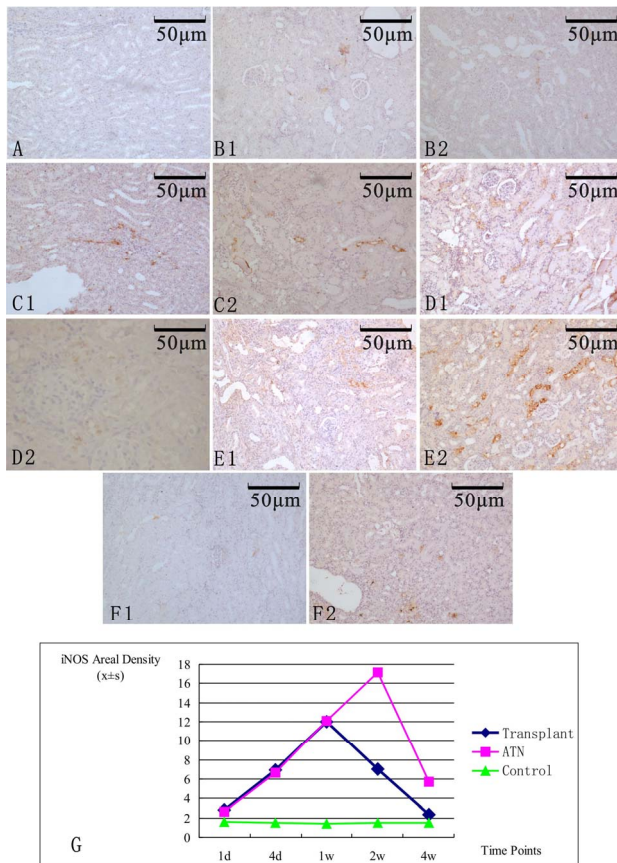 50μm 50μm 50μm
A B1 B2
50μm 50μm 50μm
C1 C2 D1
50μm 50μm 50μm
D2 E1 E2
50μm 50μm
F1 F2
iNOS Areal Density
(x±s)
18
16
14
12
10
8
6
4
2
0
Transplant
ATN
Control
G
1d 4d 1w 2w 4w
Time Points